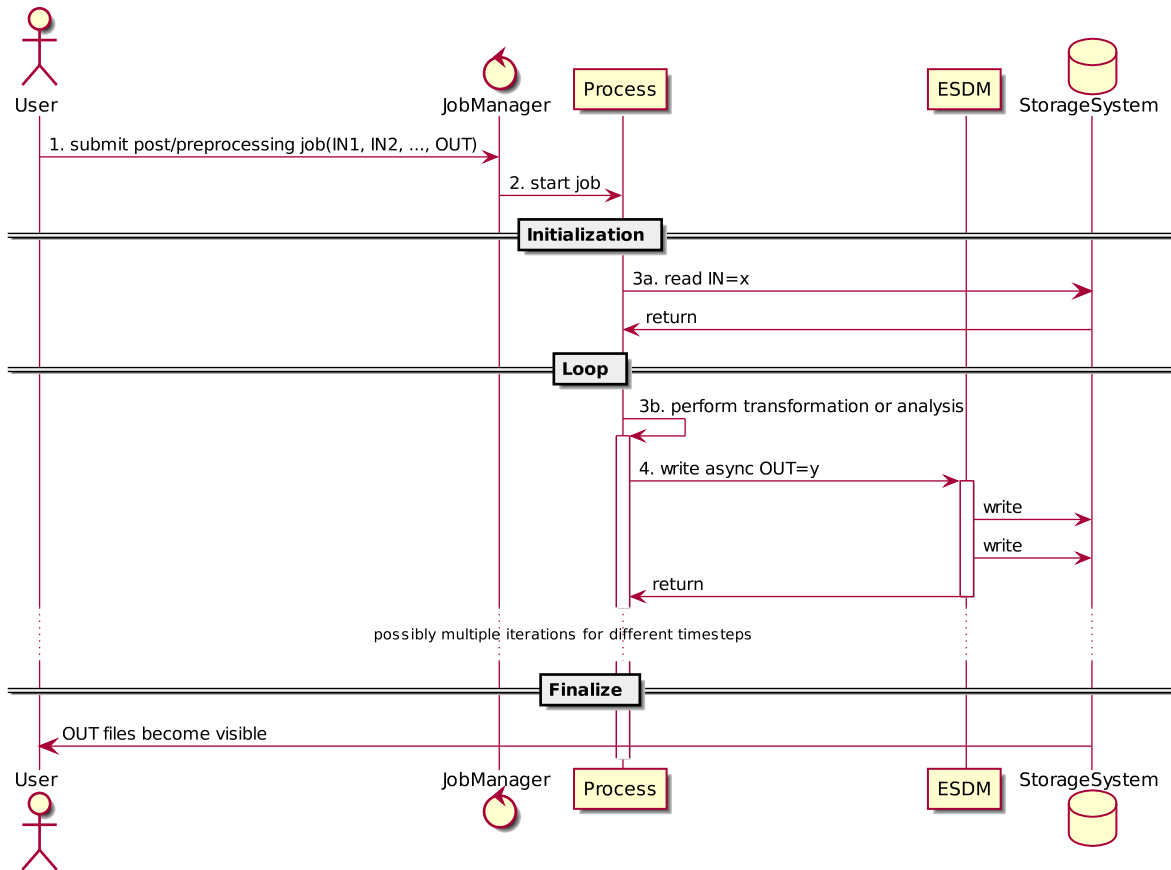 User
JobManager
Process
ESDM
StorageSystem
1. submit post/preprocessing job(IN1, IN2, ..., OUT)
2. start job
Initialization
3a. read IN=x
return
Loop
3b. perform transformation or analysis
4. write async OUT=y
write
write
return
possibly multiple iterations for different timesteps
Finalize
OUT files become visible
User
JobManager
Process
ESDM
StorageSystem